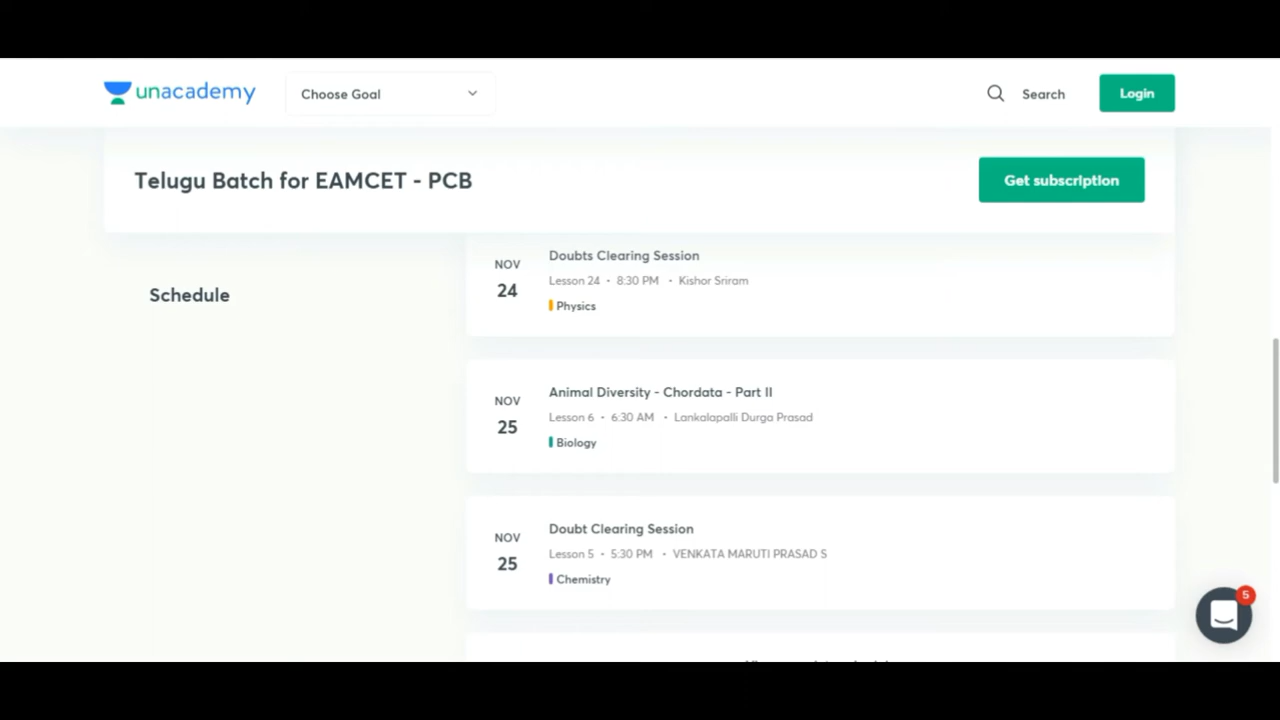 unacademy
Choose Goal
Search
Login
Telugu Batch for EAMCET - PCB
Get subscription
Schedule
NOV
24
Doubts Clearing Session
Lesson 24 • 8:30 PM • Kishor Sriram
Physics
NOV
25
Animal Diversity - Chordata - Part II
Lesson 6 • 6:30 AM • Lankalapalli Durga Prasad
Biology
NOV
25
Doubt Clearing Session
Lesson 5 • 5:30 PM • VENKATA MARUTI PRASAD S
Chemistry
5